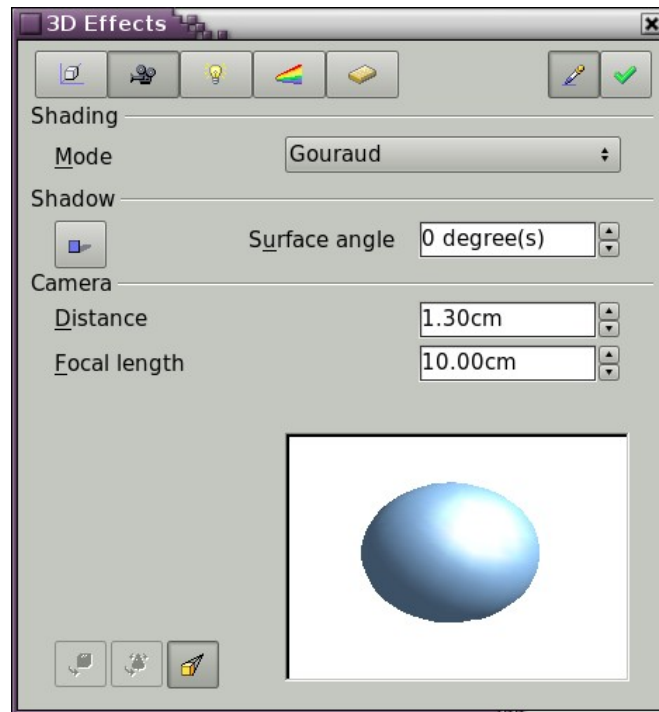 3D Effects
Shading
Mode
Gouraud
Shadow
Surface angle
0 degree(s)
Camera
Distance
1.30cm
Focal length
10.00cm